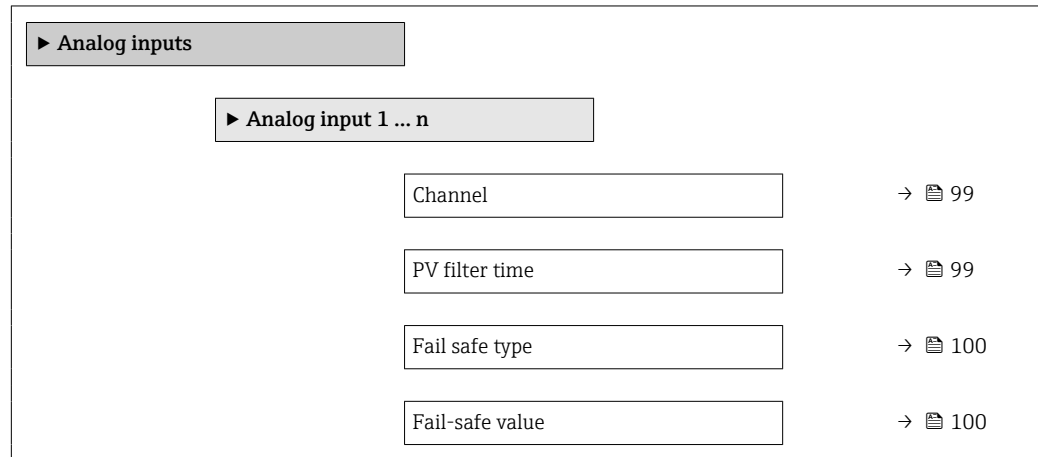 ▶ Analog inputs
▶ Analog input 1 … n
Channel → 99
PV filter time → 99
Fail safe type → 100
Fail-safe value → 100